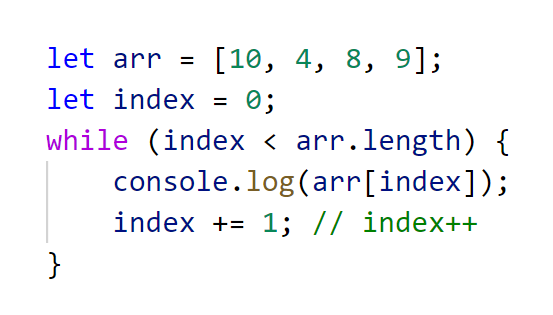 let arr = [10, 4, 8, 9];
let index = 0;
while (index < arr.length) {
    console.log(arr[index]);
    index += 1; // index++
}